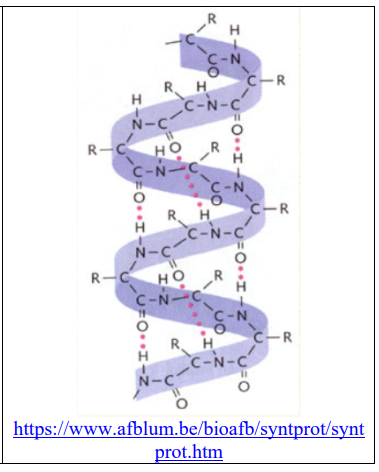 R
H
C
C N
O
R H C–R
C–N–C
H
N–C
O
R–C H O R H
C N C
C–N
O O
R H C–R
H C–N–C
N–C
O
R–C H O R H
C N C
C–N
O O
R H C–R
H C–N–C
N–C
O
O
https://www.afblum.be/bioafb/syntprot/synt
prot.htm